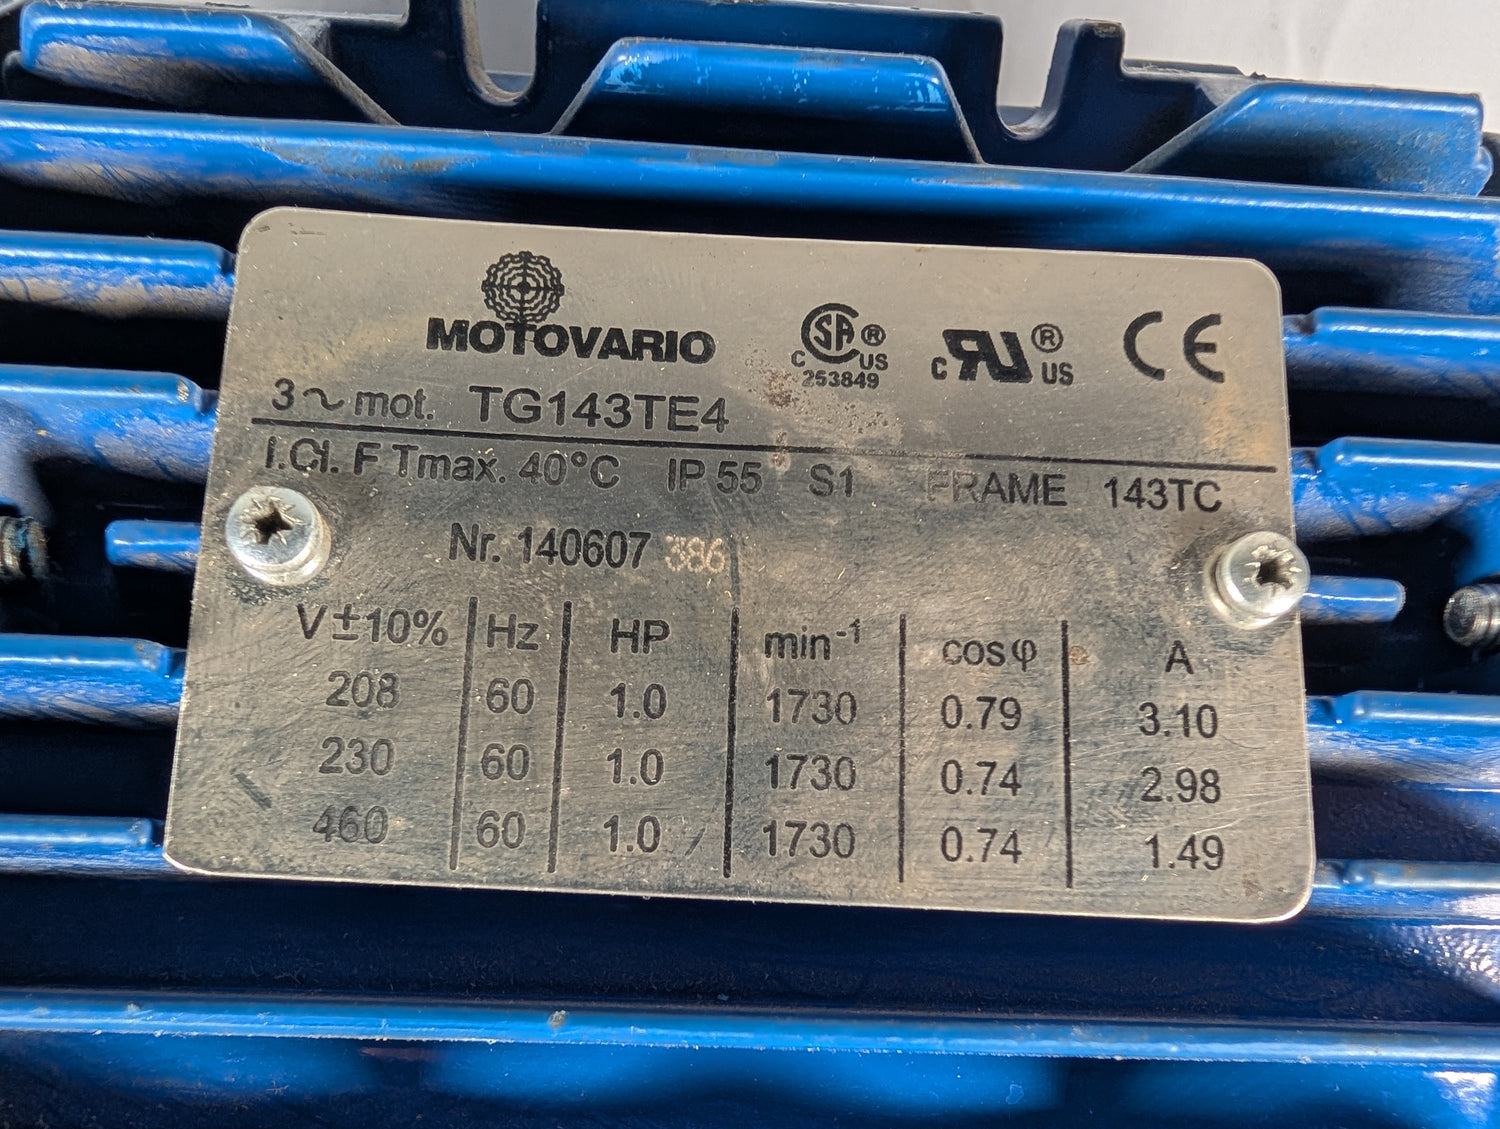 MOTOVARIO
SA ® C US 253849
c RU ® US
CE
3~mot. TG143TE4
I.Cl. F Tmax. 40°C IP 55 S1 FRAME 143TC
Nr. 140607 386
V±10% Hz HP min-1 cosφ A
208 60 1.0 1730 0.79 3.10
230 60 1.0 1730 0.74 2.98
460 60 1.0 1730 0.74 1.49